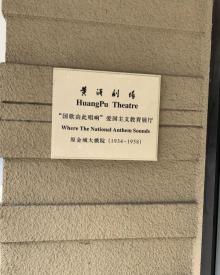 黄浦剧场
HuangPu Theatre
“国歌由此唱响”爱国主义教育展厅
Where The National Anthem Sounds
原金城大戏院（1934-1958）